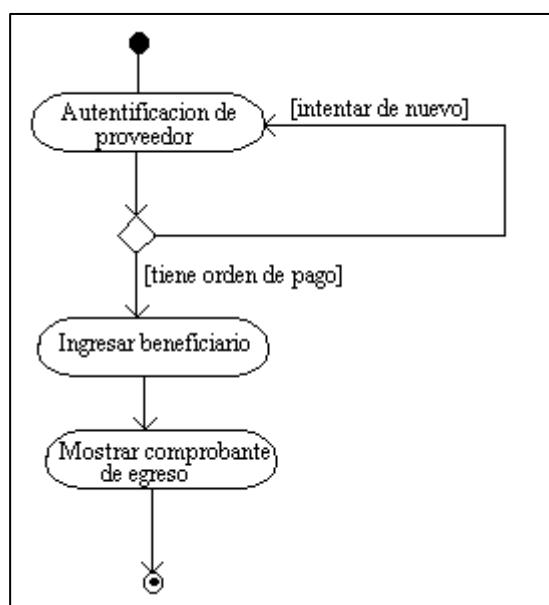 Autentificacion de
proveedor
[intentar de nuevo]
[tiene orden de pago]
Ingresar beneficiario
Mostrar comprobante
de egreso